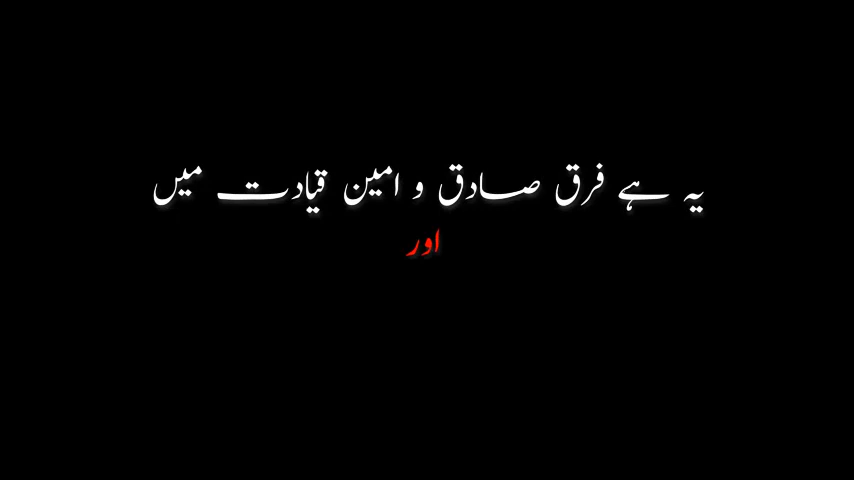 یہ ہے فرق صادق و امین قیادت میں
اور